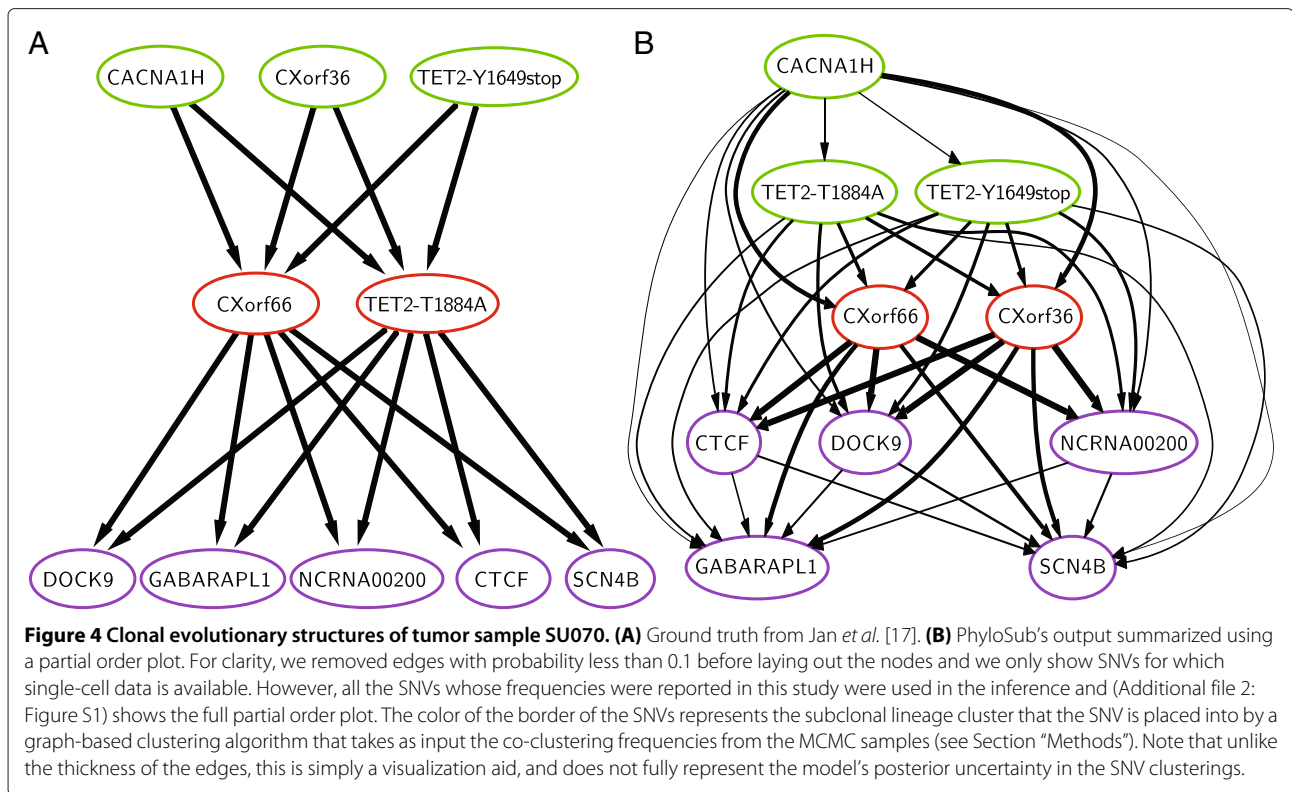 A
B
CACNA1H
CXorf36
TET2-Y1649stop
CXorf66
TET2-T1884A
DOCK9
GABARAPL1
NCRNA00200
CTCF
SCN4B
CACNA1H
TET2-T1884A
TET2-Y1649stop
CXorf66
CXorf36
CTCF
DOCK9
NCRNA00200
GABARAPL1
SCN4B
Figure 4 Clonal evolutionary structures of tumor sample SU070. (A) Ground truth from Jan et al. [17]. (B) PhyloSub's output summarized using
a partial order plot. For clarity, we removed edges with probability less than 0.1 before laying out the nodes and we only show SNVs for which
single-cell data is available. However, all the SNVs whose frequencies were reported in this study were used in the inference and (Additional file 2:
Figure S1) shows the full partial order plot. The color of the border of the SNVs represents the subclonal lineage cluster that the SNV is placed into by a
graph-based clustering algorithm that takes as input the co-clustering frequencies from the MCMC samples (see Section "Methods"). Note that unlike
the thickness of the edges, this is simply a visualization aid, and does not fully represent the model's posterior uncertainty in the SNV clusterings.